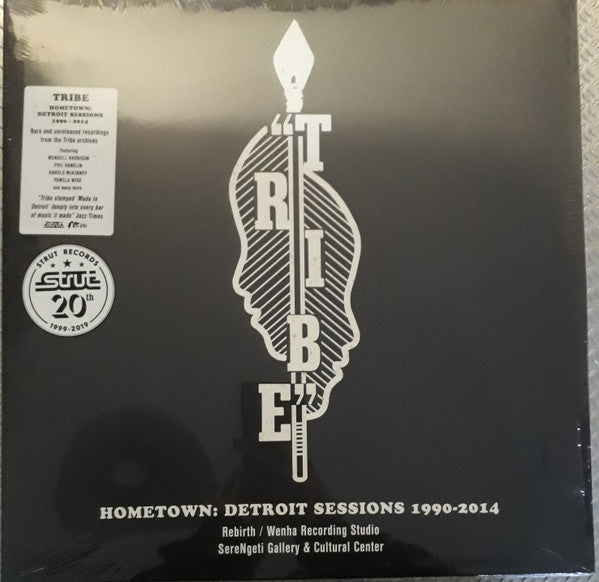 TRIBE
HOMETOWN:
DETROIT SESSIONS
1990 - 2014
Rare and unreleased recordings
from the Tribe archives
Featuring
WENDELL HARRISON
PHIL RANELIN
HAROLD McKINNEY
PAMELA WISE
and many more
"Tribe stamped 'Made in
Detroit' deeply into every bar
of music it made" Jazz Times
Strut
STRUT RECORDS
Strut
20th
1999-2019
"TRIBE"
HOMETOWN: DETROIT SESSIONS 1990-2014
Rebirth / Wenha Recording Studio
SereNgeti Gallery & Cultural Center